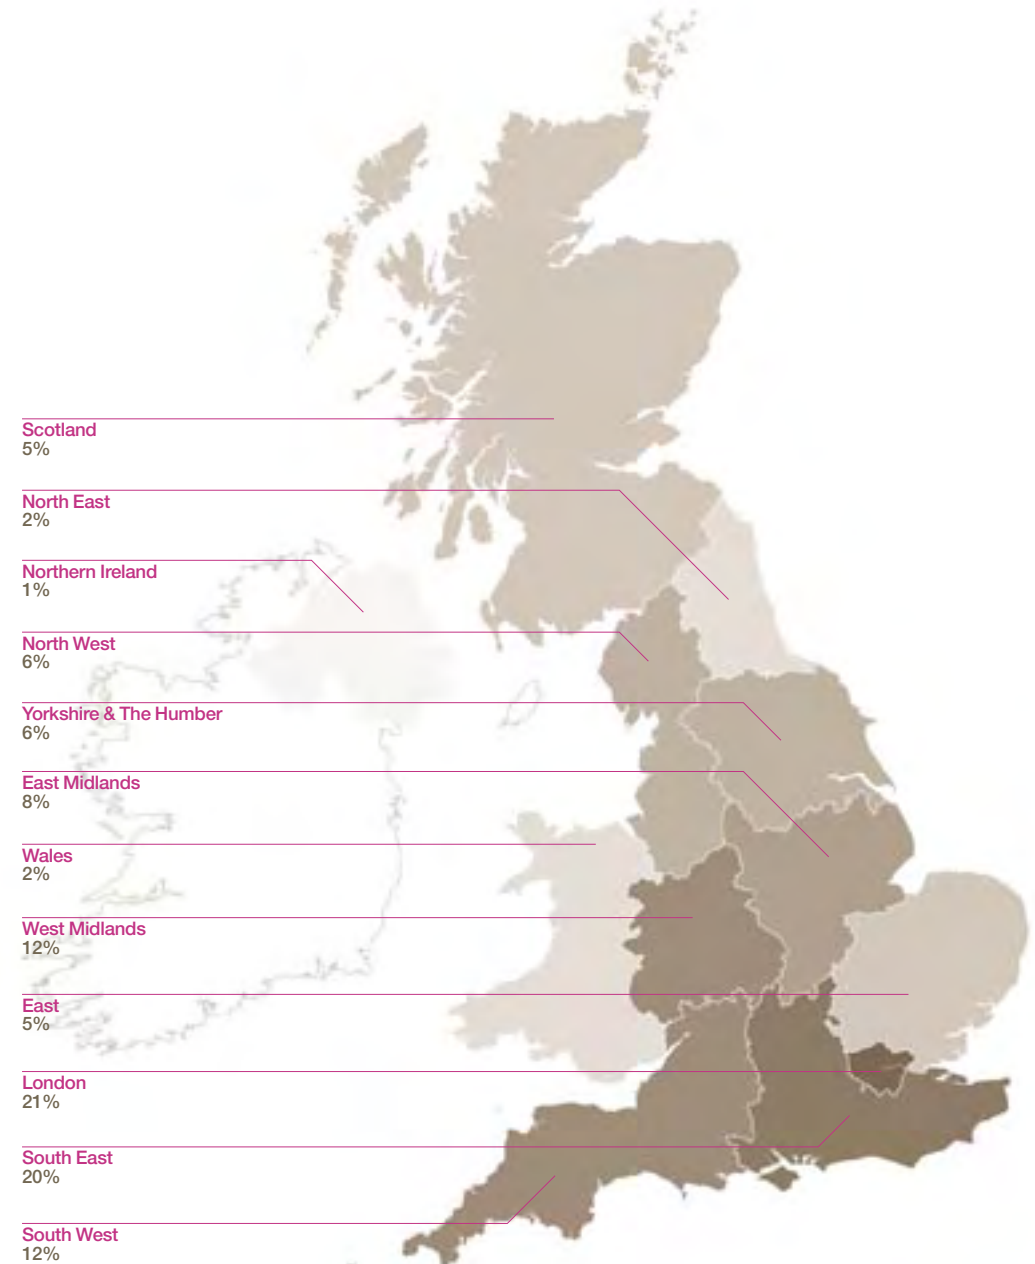 Scotland
5%
North East
2%
Northern Ireland
1%
North West
6%
Yorkshire & The Humber
6%
East Midlands
8%
Wales
2%
West Midlands
12%
East
5%
London
21%
South East
20%
South West
12%